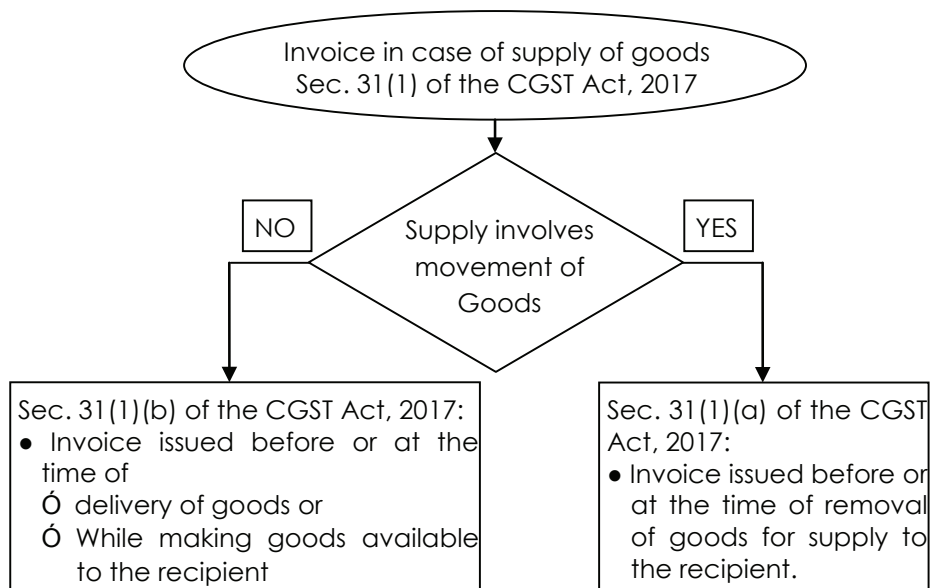 Invoice in case of supply of goods
Sec. 31(1) of the CGST Act, 2017
NO
Supply involves
movement of
Goods
YES
Sec. 31(1)(b) of the CGST Act, 2017:
● Invoice issued before or at the
time of
Ó delivery of goods or
Ó While making goods available
to the recipient
Sec. 31(1)(a) of the CGST
Act, 2017:
● Invoice issued before or
at the time of removal
of goods for supply to
the recipient.